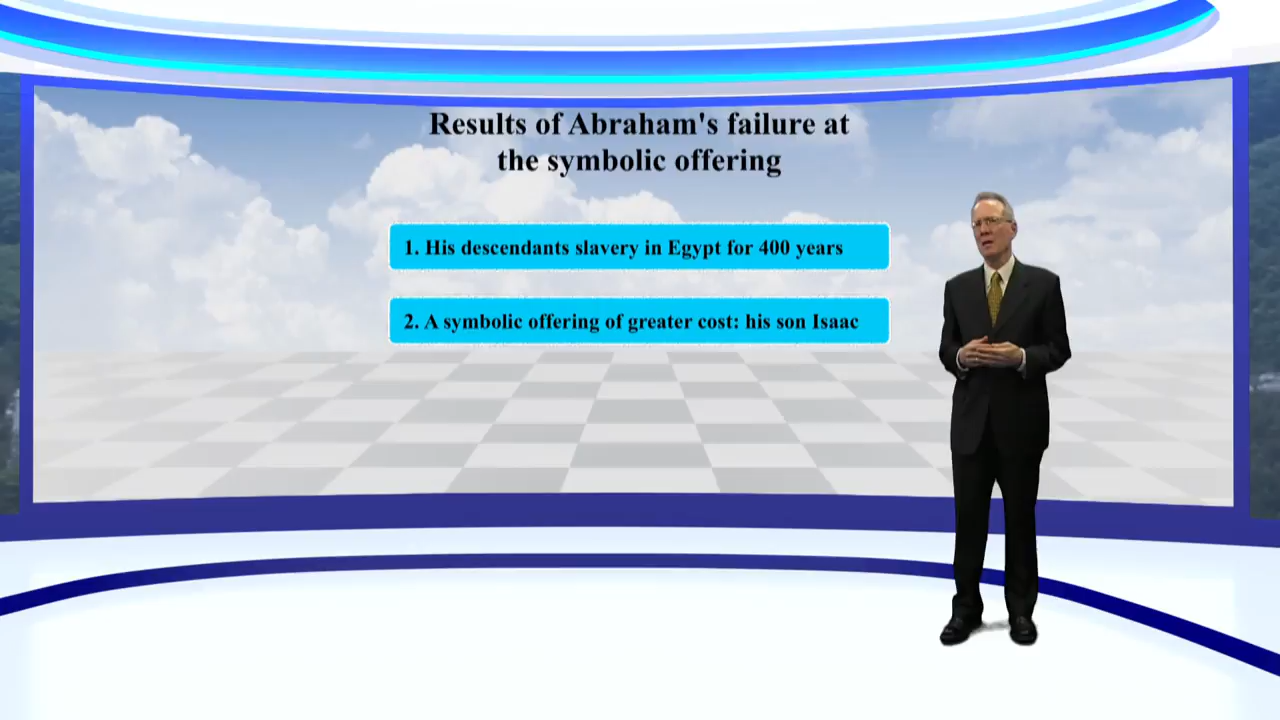 Results of Abraham's failure at
the symbolic offering
1. His descendants slavery in Egypt for 400 years
2. A symbolic offering of greater cost: his son Isaac